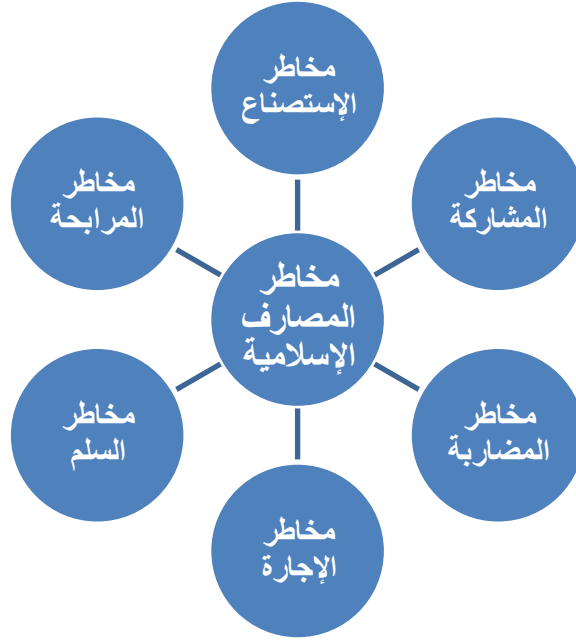 مخاطر
الإستصناع
مخاطر
المشاركة
مخاطر
المضاربة
مخاطر
الإجارة
مخاطر
السلم
مخاطر
المرابحة
مخاطر
المصارف
الإسلامية